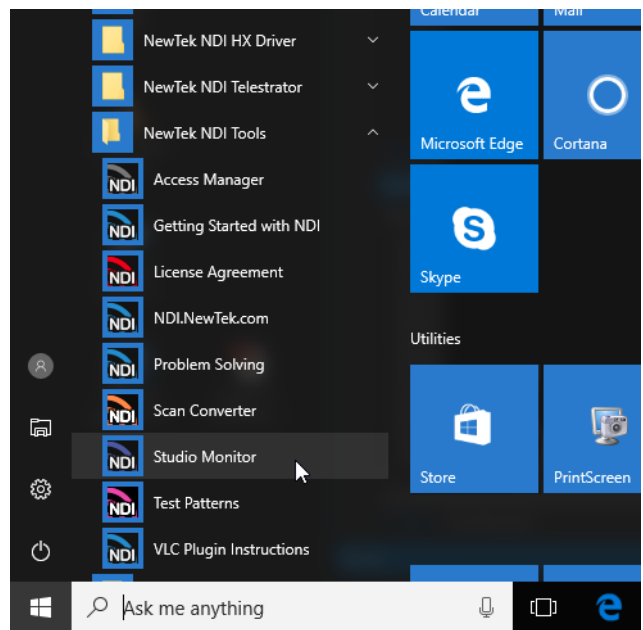 Calendar
Mail
NewTek NDI HX Driver
NewTek NDI Telestrator
NewTek NDI Tools
NDI Access Manager
NDI Getting Started with NDI
NDI License Agreement
NDI NDI.NewTek.com
NDI Problem Solving
NDI Scan Converter
NDI Studio Monitor
NDI Test Patterns
NDI VLC Plugin Instructions
Microsoft Edge
Cortana
Skype
Utilities
Store
PrintScreen
Ask me anything